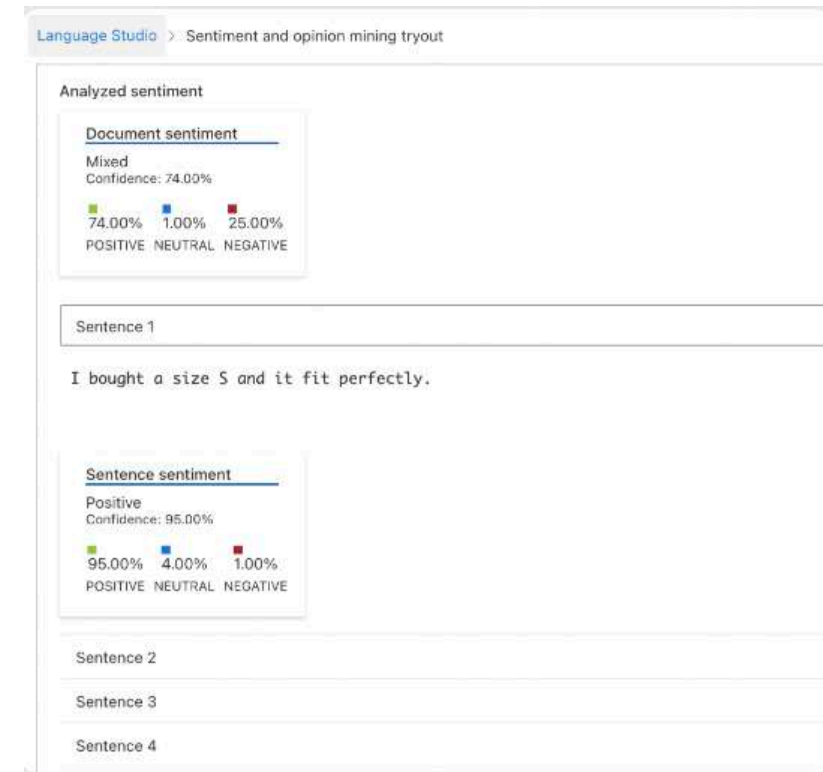 Language Studio > Sentiment and opinion mining tryout
Analyzed sentiment
Document sentiment
Mixed
Confidence: 74.00%
74.00% 1.00% 25.00%
POSITIVE NEUTRAL NEGATIVE
Sentence 1
I bought a size S and it fit perfectly.
Sentence sentiment
Positive
Confidence: 95.00%
95.00% 4.00% 1.00%
POSITIVE NEUTRAL NEGATIVE
Sentence 2
Sentence 3
Sentence 4